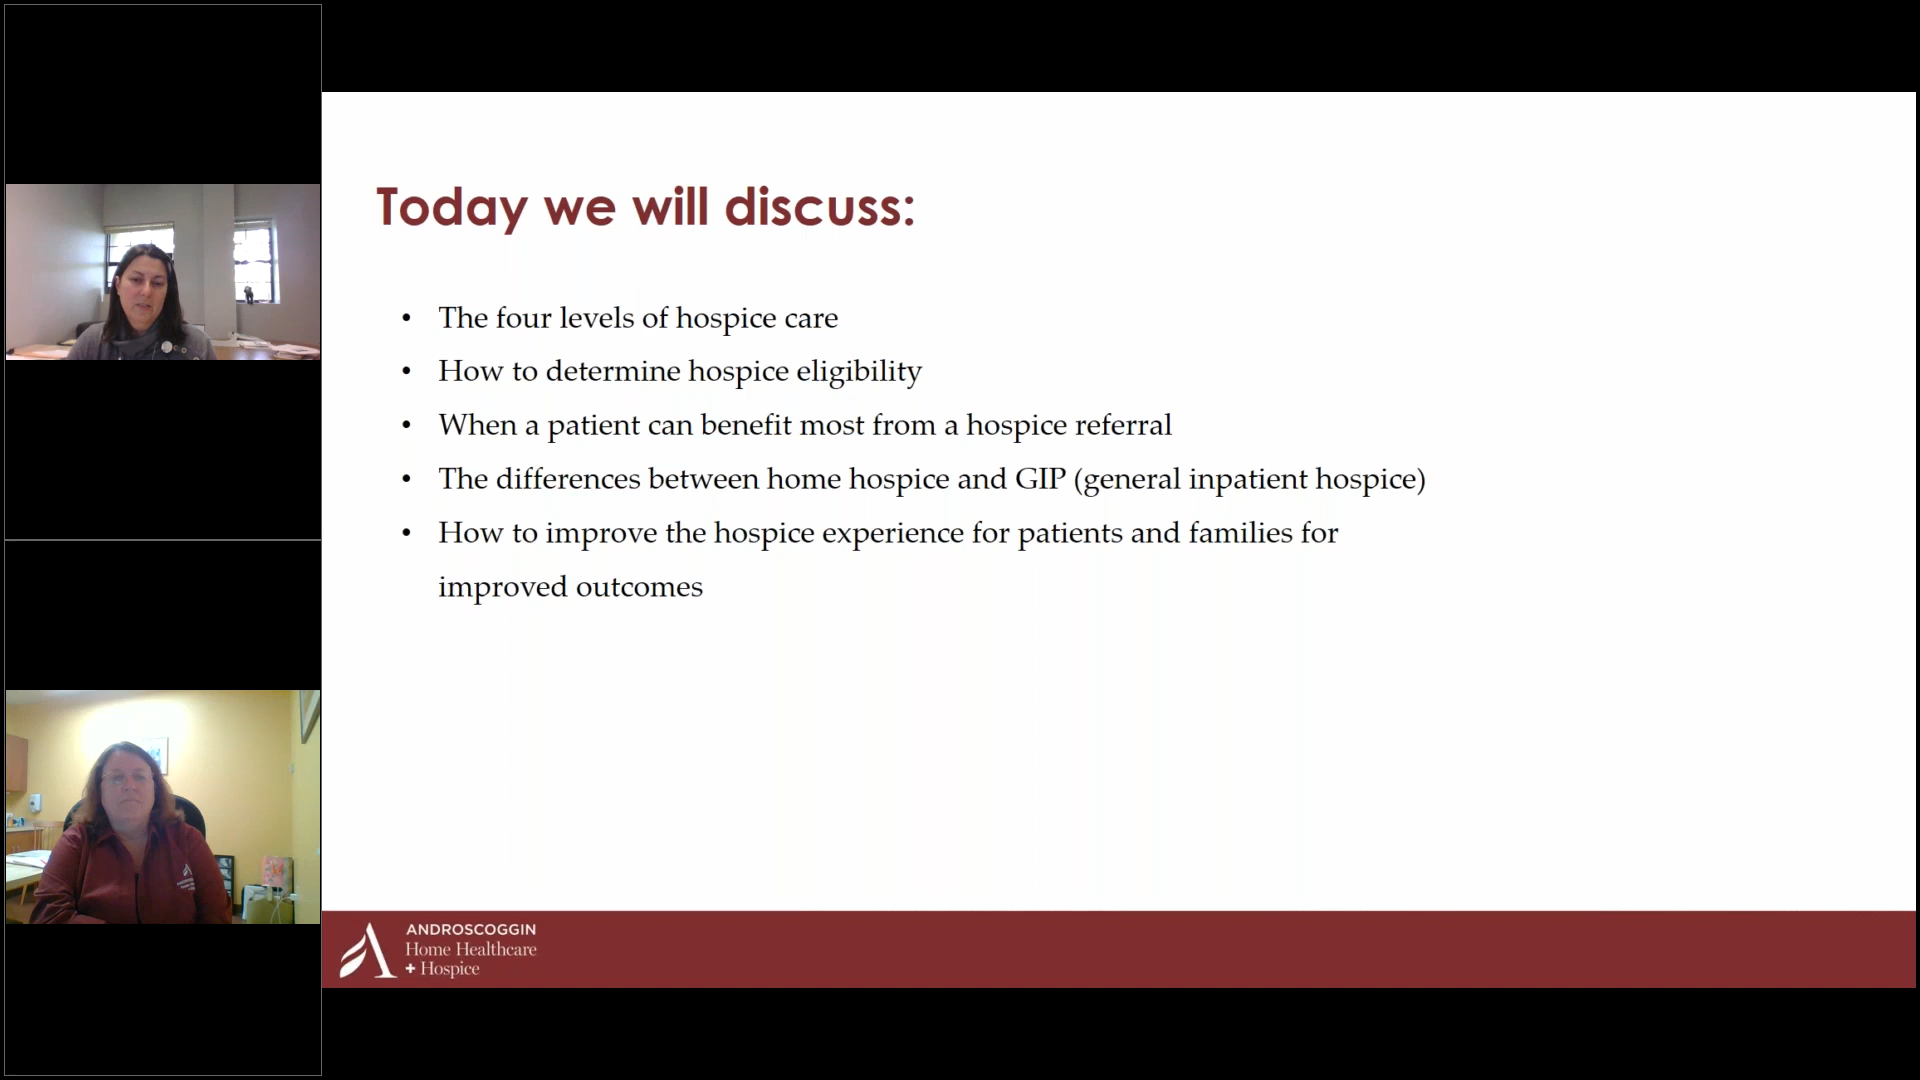 Today we will discuss:
• The four levels of hospice care
• How to determine hospice eligibility
• When a patient can benefit most from a hospice referral
• The differences between home hospice and GIP (general inpatient hospice)
• How to improve the hospice experience for patients and families for
improved outcomes
ANDROSCOGGIN
Home Healthcare
+ Hospice